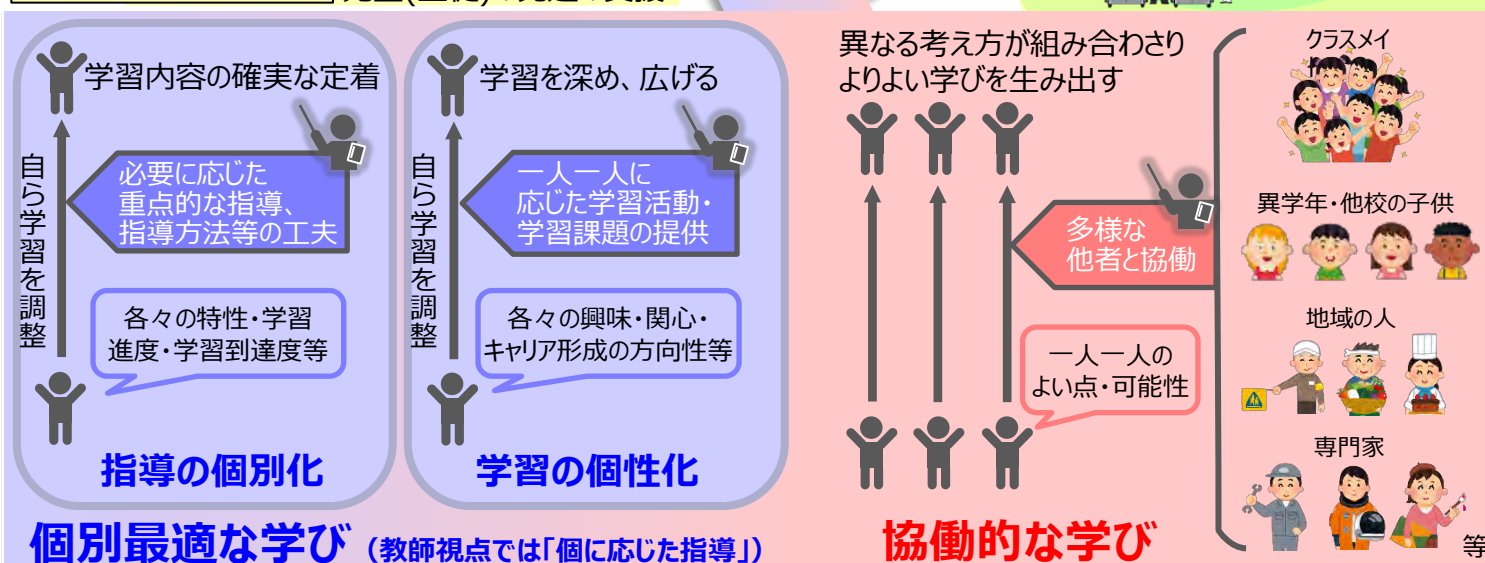 学習内容の確実な定着
自ら学習を調整
必要に応じた
重点的な指導、
指導方法等の工夫
各々の特性・学習
進度・学習到達度等
指導の個別化
学習を深め、広げる
自ら学習を調整
一人一人に
応じた学習活動・
学習課題の提供
各々の興味・関心・
キャリア形成の方向性等
学習の個性化
個別最適な学び (教師視点では「個に応じた指導」)
異なる考え方が組み合わさり
よりよい学びを生み出す
多様な
他者と協働
一人一人の
よい点・可能性
協働的な学び
クラスメイ
異学年・他校の子供
地域の人
専門家
等